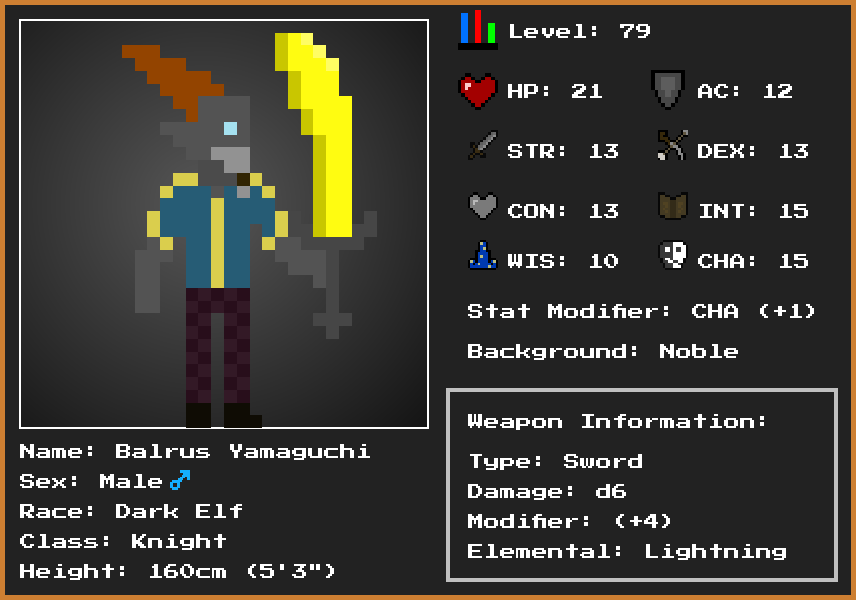 Level: 79
HP: 21
AC: 12
STR: 13
DEX: 13
CON: 13
INT: 15
WIS: 10
CHA: 15
Stat Modifier: CHA (+1)
Background: Noble
Weapon Information:
Type: Sword
Damage: d6
Modifier: (+4)
Elemental: Lightning
Name: Balrus Yamaguchi
Sex: Male♂
Race: Dark Elf
Class: Knight
Height: 160cm (5'3")